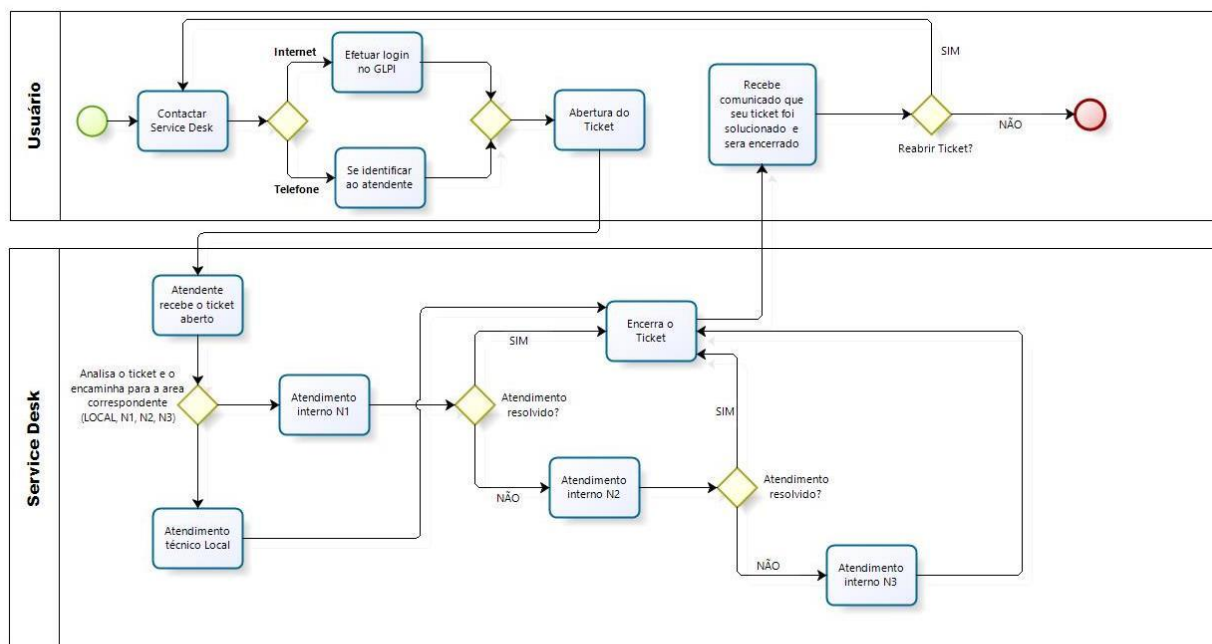 Usuário
Contactar
Service Desk
Internet
Telefone
Efetuar login
no GLPI
Se identificar
ao atendente
Abertura do
Ticket
Recebe
comunicado que
seu ticket foi
solucionado e
sera encerrado
SIM
NÃO
Reabrir Ticket?
Service Desk
Atendente
recebe o ticket
aberto
Analisa o ticket e o
encaminha para a area
correspondente
(LOCAL, N1, N2, N3)
Atendimento
interno N1
Atendimento
técnico Local
SIM
Atendimento
resolvido?
NÃO
Encerra o
Ticket
Atendimento
interno N2
SIM
Atendimento
resolvido?
NÃO
Atendimento
interno N3